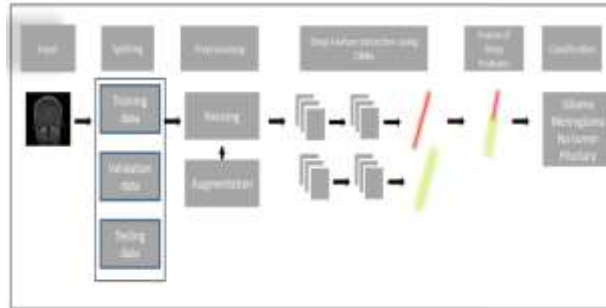 Input
Splitting
Preprocessing
Deep Feature Extraction using
CNNs
Fusion of
Deep
Features
Classification
Training
data
Resizing
Validation
data
Augmentation
Testing
data
Glioma
Meningioma
No tumor
Pituitary